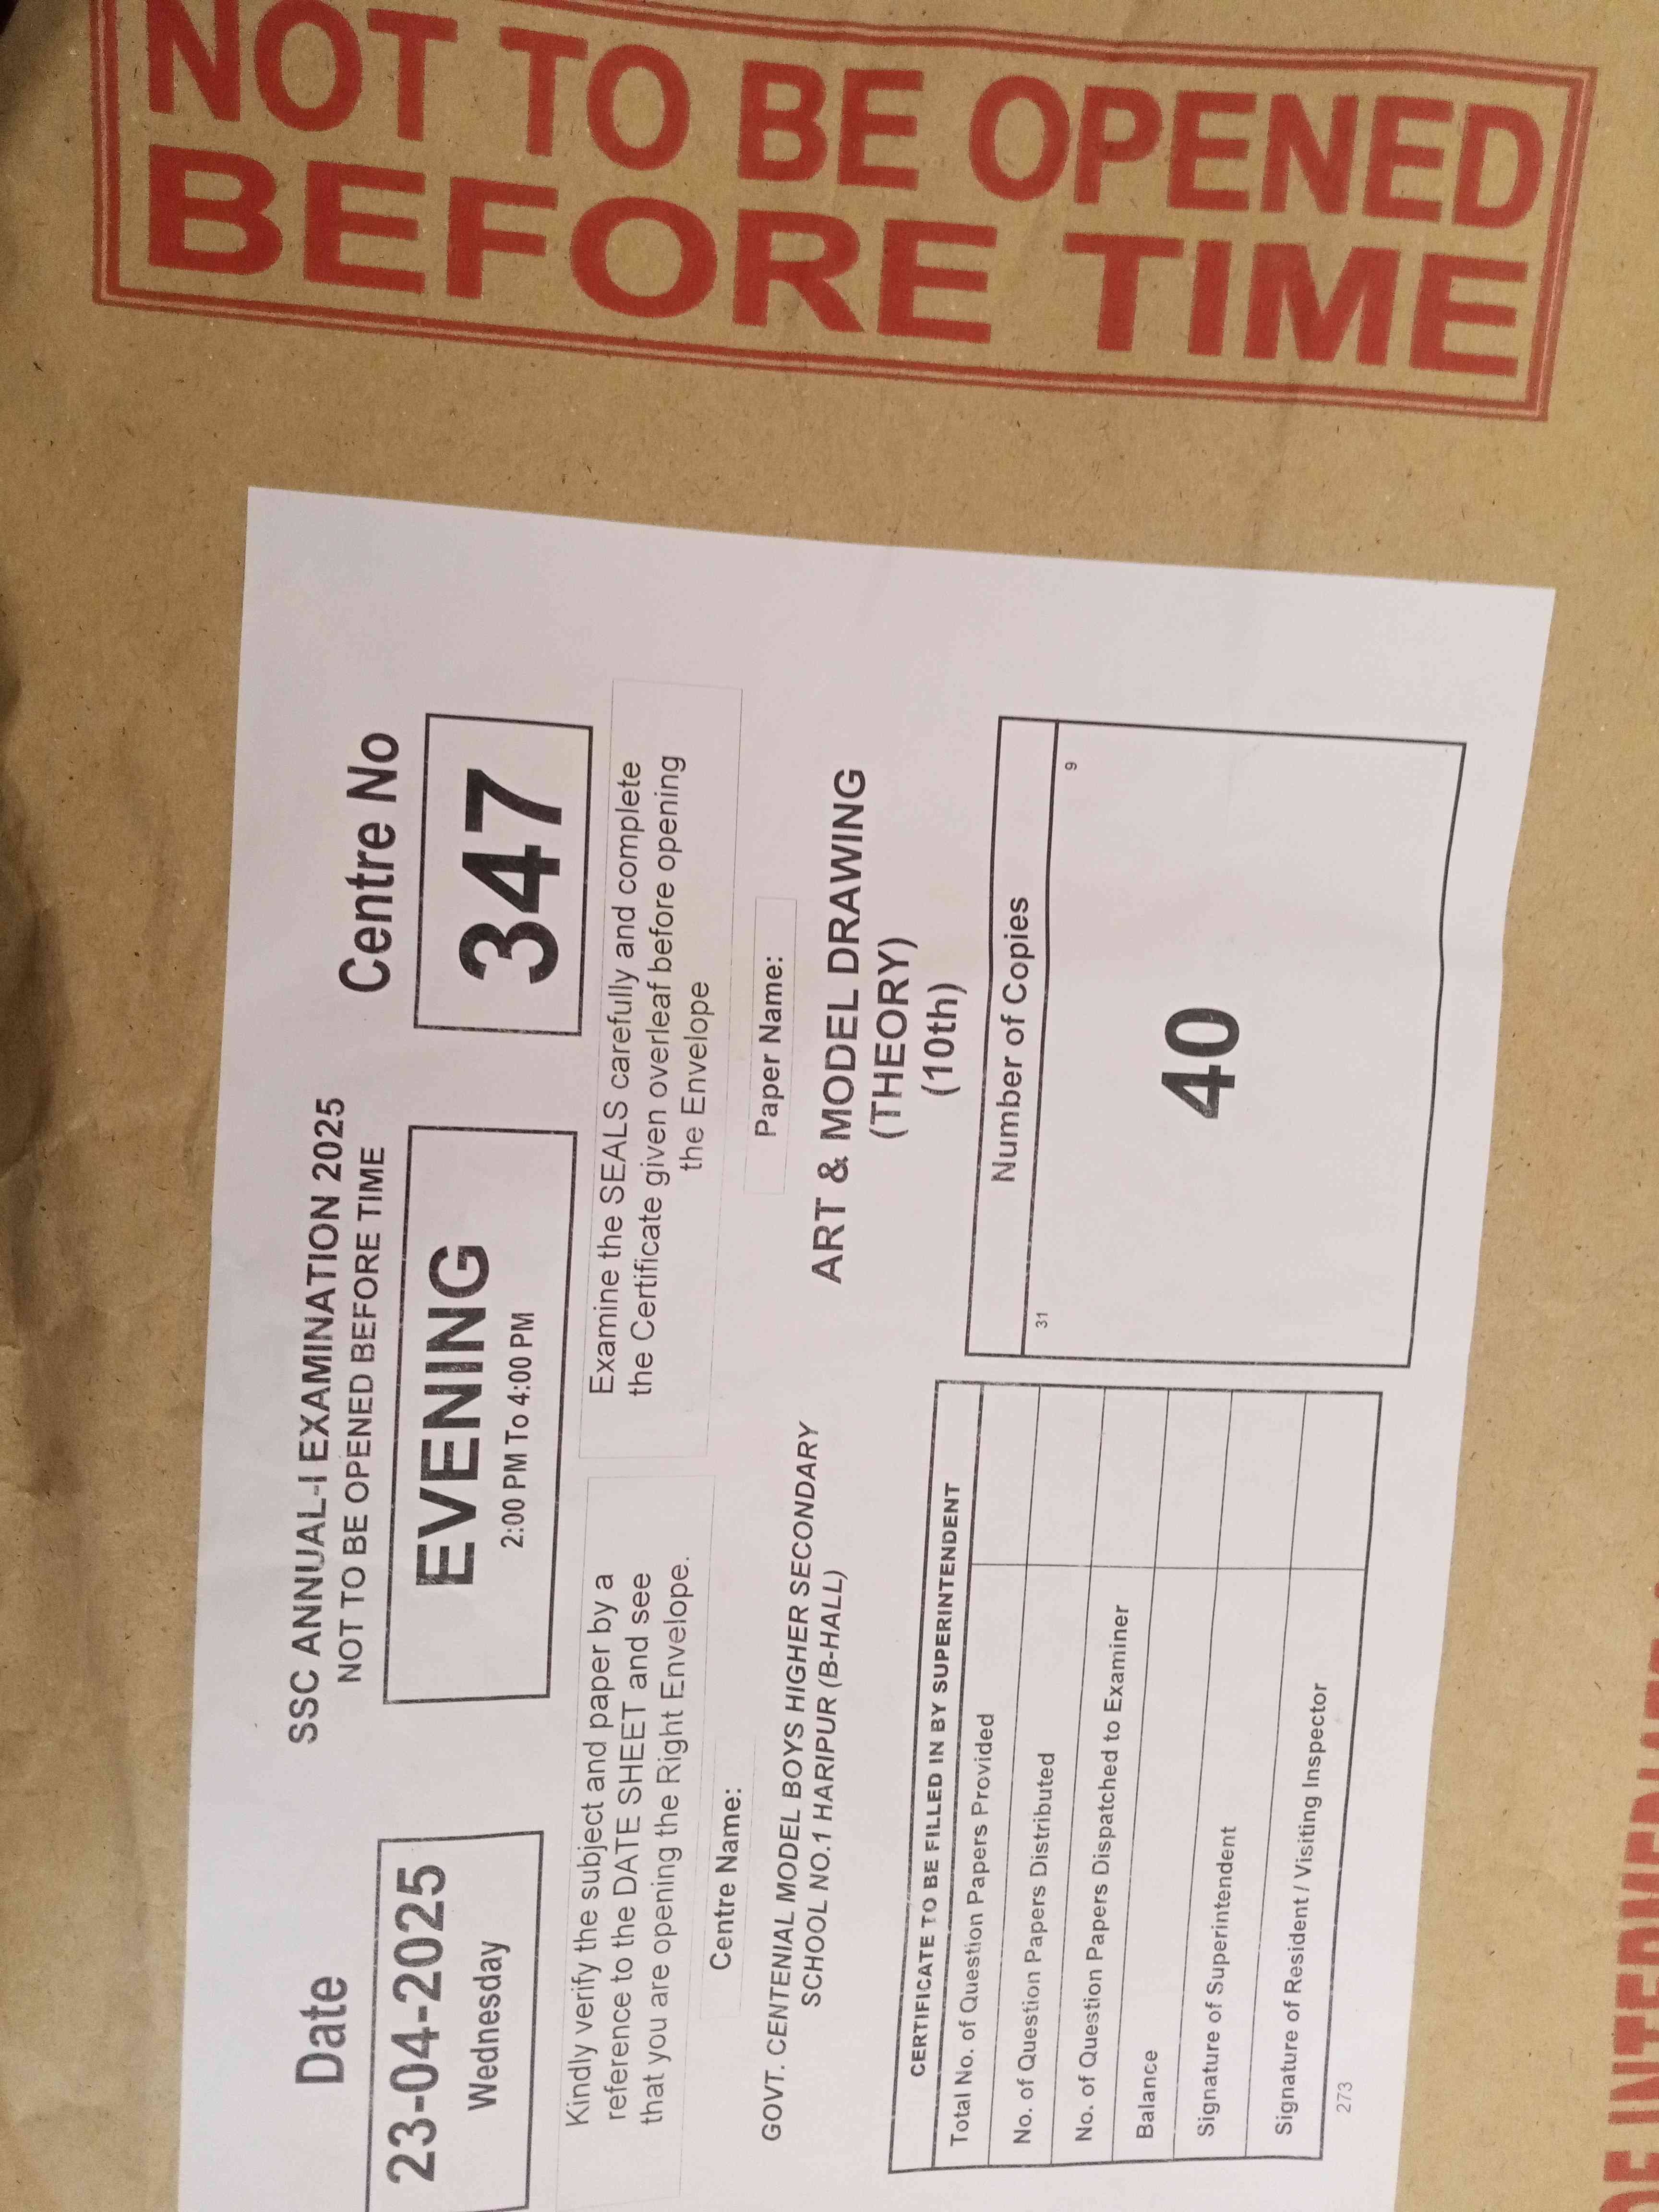 NOT TO BE OPENED
BEFORE TIME
SSC ANNUAL-I EXAMINATION 2025
NOT TO BE OPENED BEFORE TIME
Date
23-04-2025
Wednesday
EVENING
2:00 PM To 4:00 PM
Centre No
347
Kindly verify the subject and paper by a
reference to the DATE SHEET and see
that you are opening the Right Envelope.
Examine the SEALS carefully and complete
the Certificate given overleaf before opening
the Envelope
Centre Name:
GOVT. CENTENIAL MODEL BOYS HIGHER SECONDARY
SCHOOL NO.1 HARIPUR (B-HALL)
Paper Name:
ART & MODEL DRAWING
(THEORY)
(10th)
CERTIFICATE TO BE FILLED IN BY SUPERINTENDENT
Total No. of Question Papers Provided
No. of Question Papers Distributed
No. of Question Papers Dispatched to Examiner
Balance
Signature of Superintendent
Signature of Resident / Visiting Inspector
273
Number of Copies
31
9
40